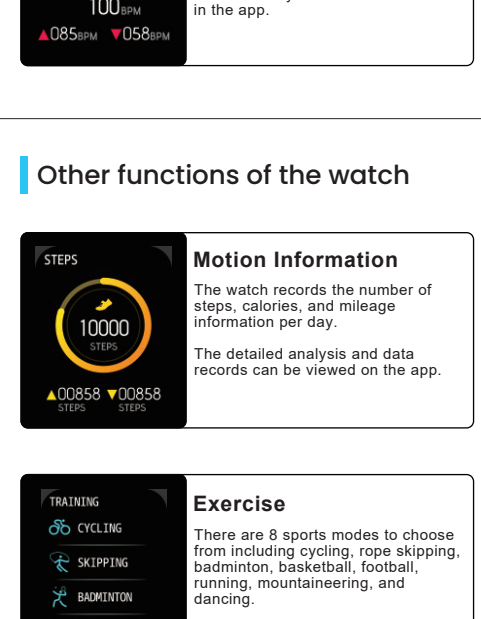 100BPM
in the app.
▲085BPM ▼058BPM
Other functions of the watch
STEPS
10000
STEPS
▲00858 ▼00858
STEPS STEPS
Motion Information
The watch records the number of
steps, calories, and mileage
information per day.
The detailed analysis and data
records can be viewed on the app.
TRAINING
CYCLING
SKIPPING
BADMINTON
Exercise
There are 8 sports modes to choose
from including cycling, rope skipping,
badminton, basketball, football,
running, mountaineering, and
dancing.